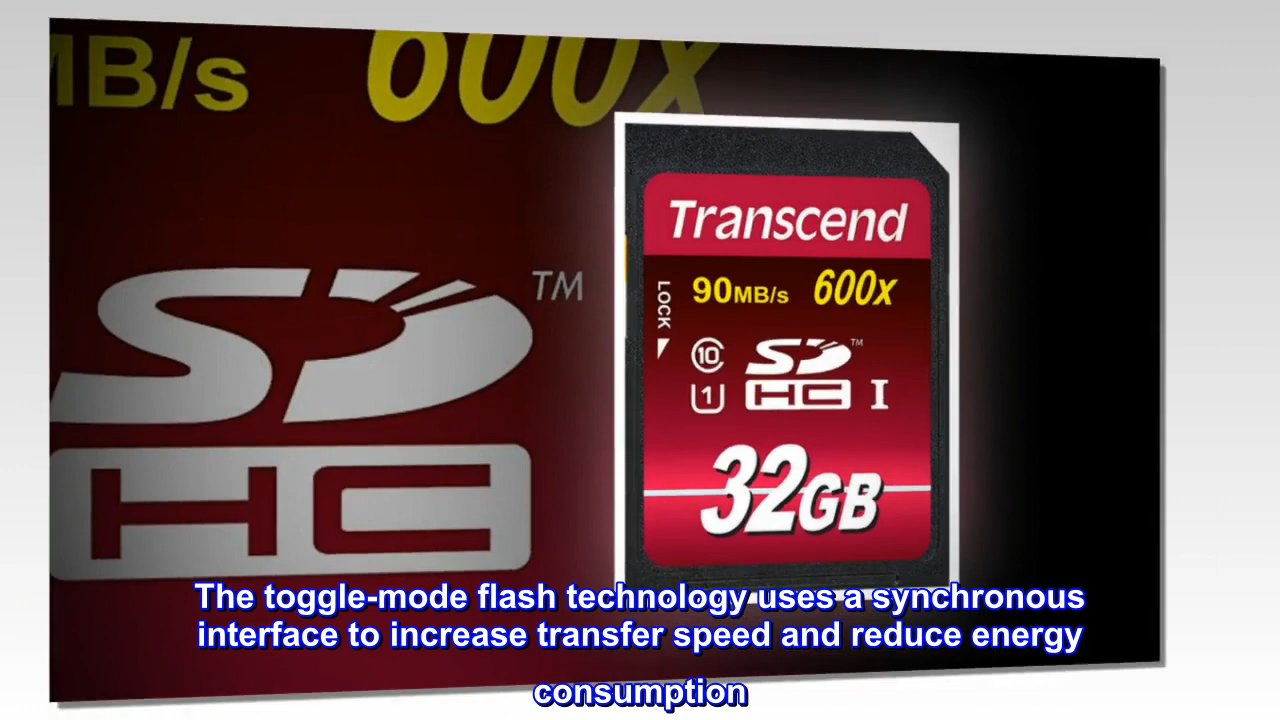 MB/s 600x
SD TM
HC
Transcend
LOCK
90MB/s 600x
10 SD TM
1 HC I
32GB
The toggle-mode flash technology uses a synchronous
interface to increase transfer speed and reduce energy
consumption